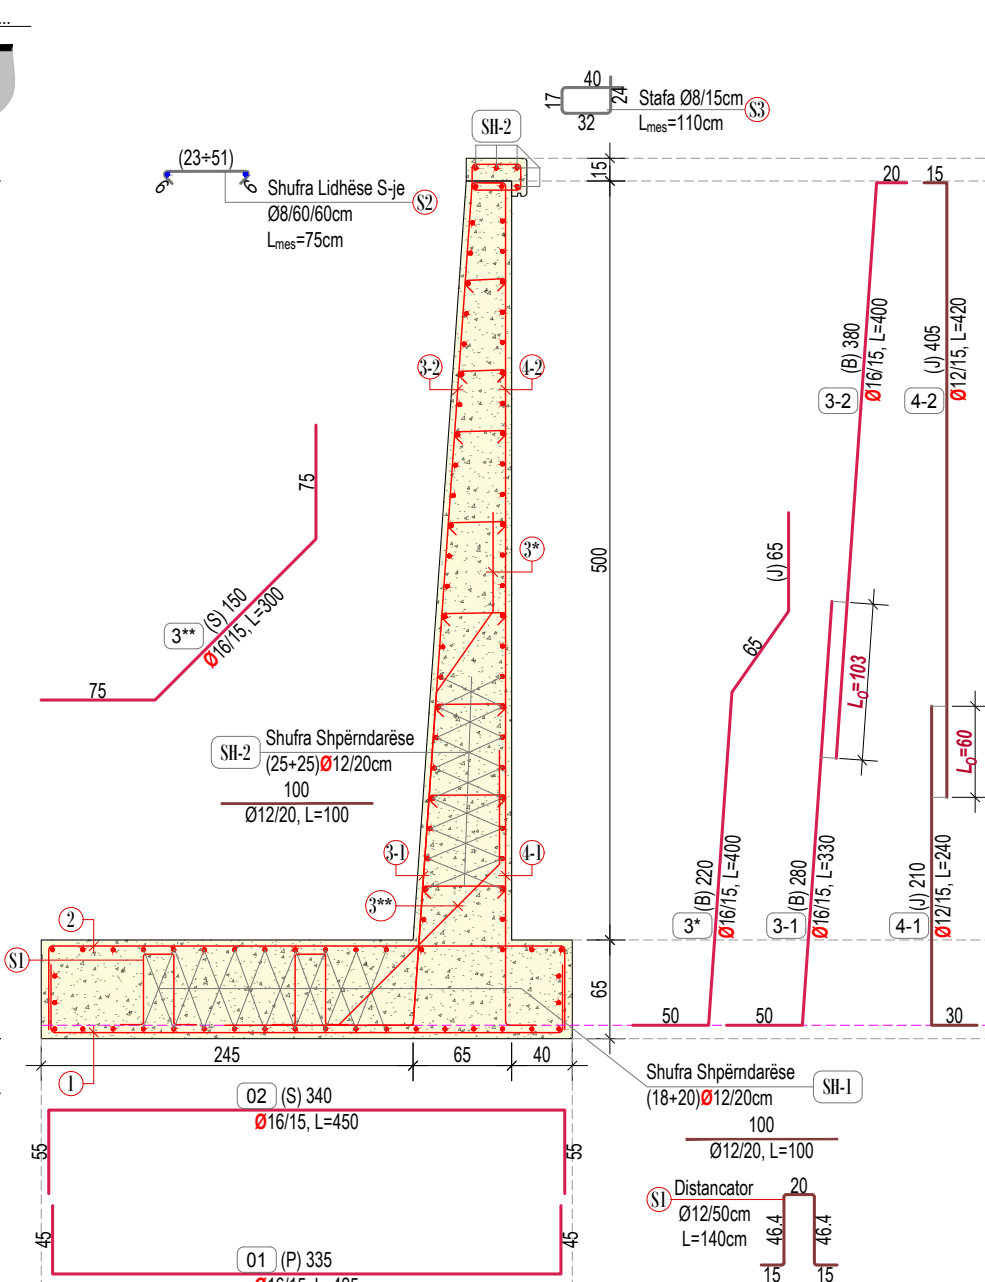 ...
40
17
24
32
Stafa Ø8/15cm
Lmes=110cm
S3
SH-2
(23÷51)
6
6
Shufra Lidhëse S-je
Ø8/60/60cm
Lmes=75cm
S2
15
20
15
3-2
(B) 380
Ø16/15, L=400
4-2
(J) 405
Ø12/15, L=420
3-2
4-2
75
3**
(S) 150
Ø16/15, L=300
75
3*
500
(J) 65
65
Lo=103
Lo=60
SH-2
Shufra Shpërndarëse
(25+25)Ø12/20cm
100
Ø12/20, L=100
3-1
4-1
3**
3*
(B) 220
Ø16/15, L=400
3-1
(B) 280
Ø16/15, L=330
4-1
(J) 210
Ø12/15, L=240
2
S1
1
65
50
50
30
245
65
40
Shufra Shpërndarëse
(18+20)Ø12/20cm
SH-1
100
Ø12/20, L=100
02 (S) 340
Ø16/15, L=450
55
55
S1
Distancator
Ø12/50cm
L=140cm
20
46.4
46.4
15
15
45
45
01 (P) 335